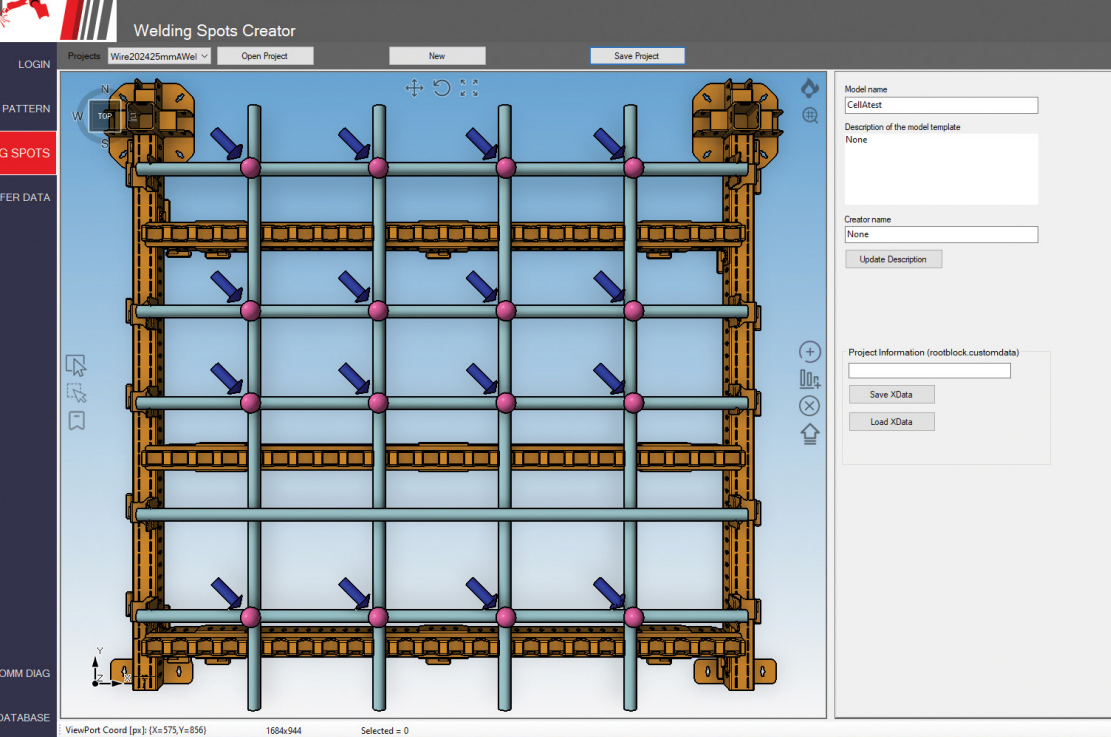 Welding Spots Creator
Projects Wire202425mmAWel Open Project New Save Project
LOGIN
PATTERN
G SPOTS
FER DATA
OMM DIAG
DATABASE
N
W TOP
S
Y
Z X
Model name
CellAtest
Description of the model template
None
Creator name
None
Update Description
Project Information (rootblock.customdata)
Save XData
Load XData
ViewPort Coord [px]: {X=575,Y=856} 1684x944 Selected = 0